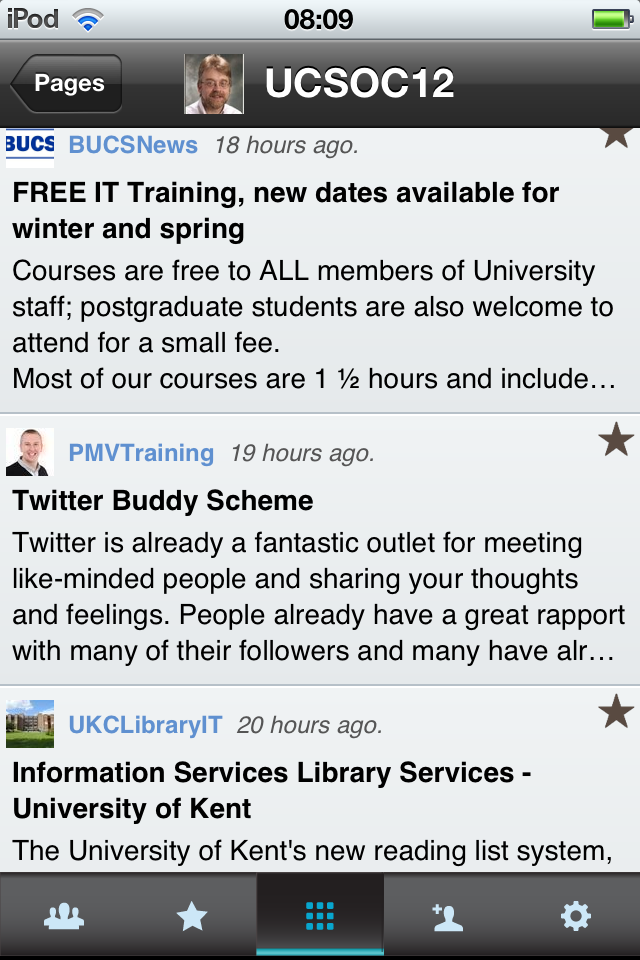 iPod 08:09
Pages UCSOC12
BUCS BUCSNews 18 hours ago.
FREE IT Training, new dates available for
winter and spring
Courses are free to ALL members of University
staff; postgraduate students are also welcome to
attend for a small fee.
Most of our courses are 1 ½ hours and include…
PMVTraining 19 hours ago.
Twitter Buddy Scheme
Twitter is already a fantastic outlet for meeting
like-minded people and sharing your thoughts
and feelings. People already have a great rapport
with many of their followers and many have alr…
UKCLibraryIT 20 hours ago.
Information Services Library Services -
University of Kent
The University of Kent's new reading list system,